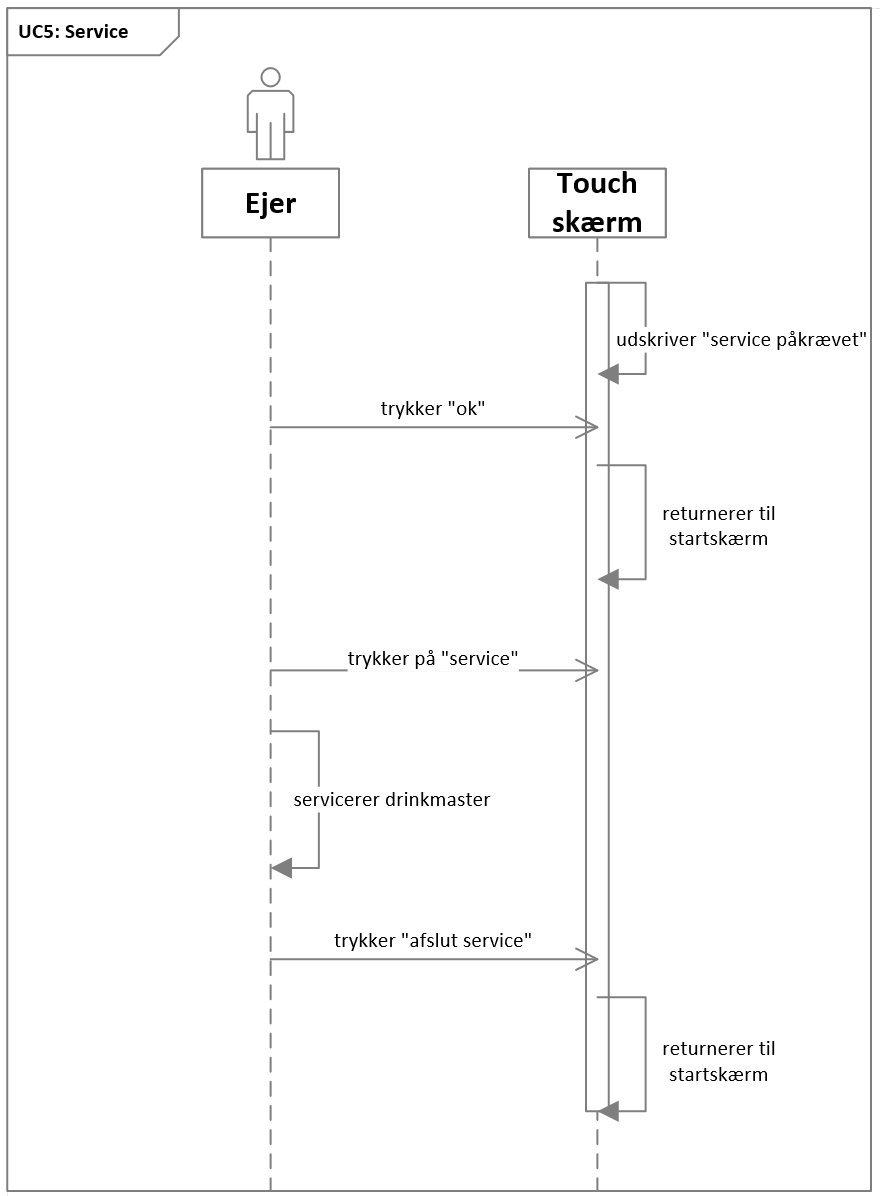 UC5: Service
Ejer
Touch
skærm
udskriver "service påkrævet"
trykker "ok"
returnerer til
startskærm
trykker på "service"
servicerer drinkmaster
trykker "afslut service"
returnerer til
startskærm